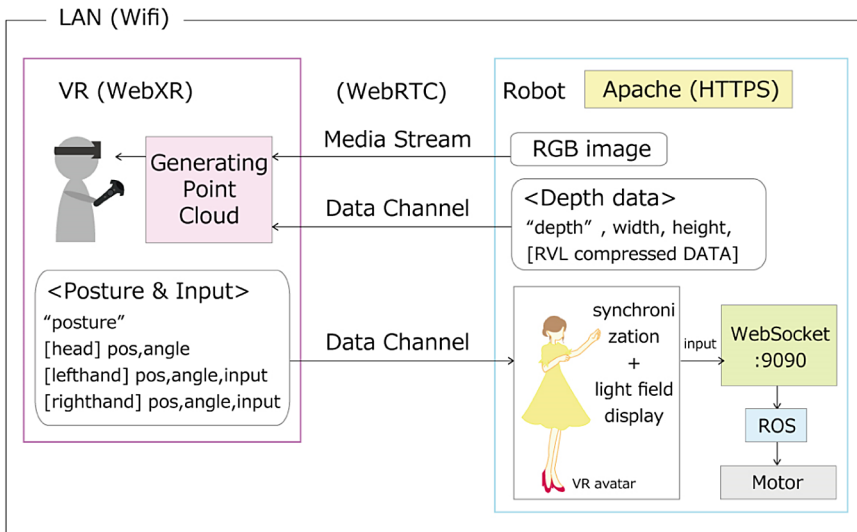 LAN (Wifi)
VR (WebXR)
(WebRTC)
Robot
Apache (HTTPS)
Generating
Point
Cloud
Media Stream
RGB image
Data Channel
<Depth data>
“depth” , width, height,
[RVL compressed DATA]
<Posture & Input>
“posture”
[head] pos,angle
[lefthand] pos,angle,input
[righthand] pos,angle,input
Data Channel
synchroni
zation
+
light field
display
VR avatar
input
WebSocket
:9090
ROS
Motor